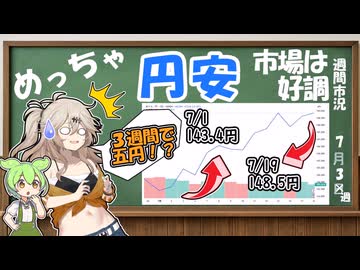 めっちゃ
円安
市場は
好調
週間市況
7月3週
3週間で
五円！？
7/1
143.4円
7/19
148.5円